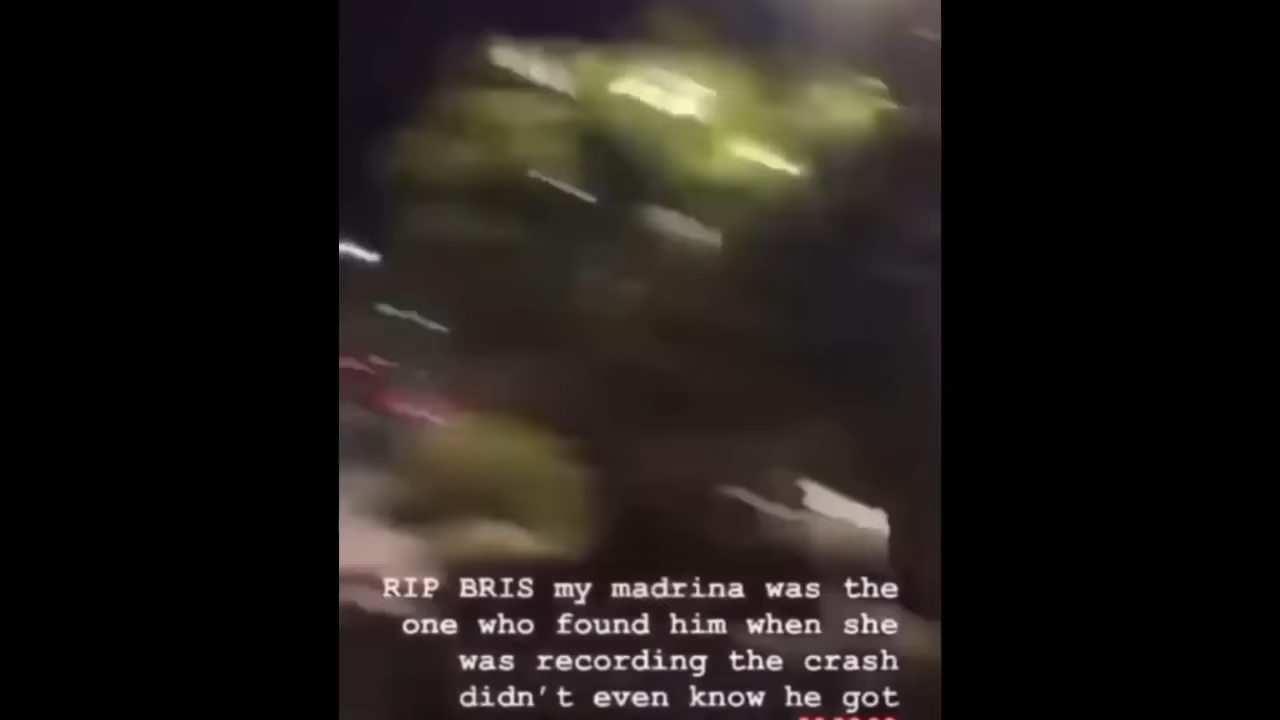 RIP BRIS my madrina was the
one who found him when she
was recording the crash
didn't even know he got